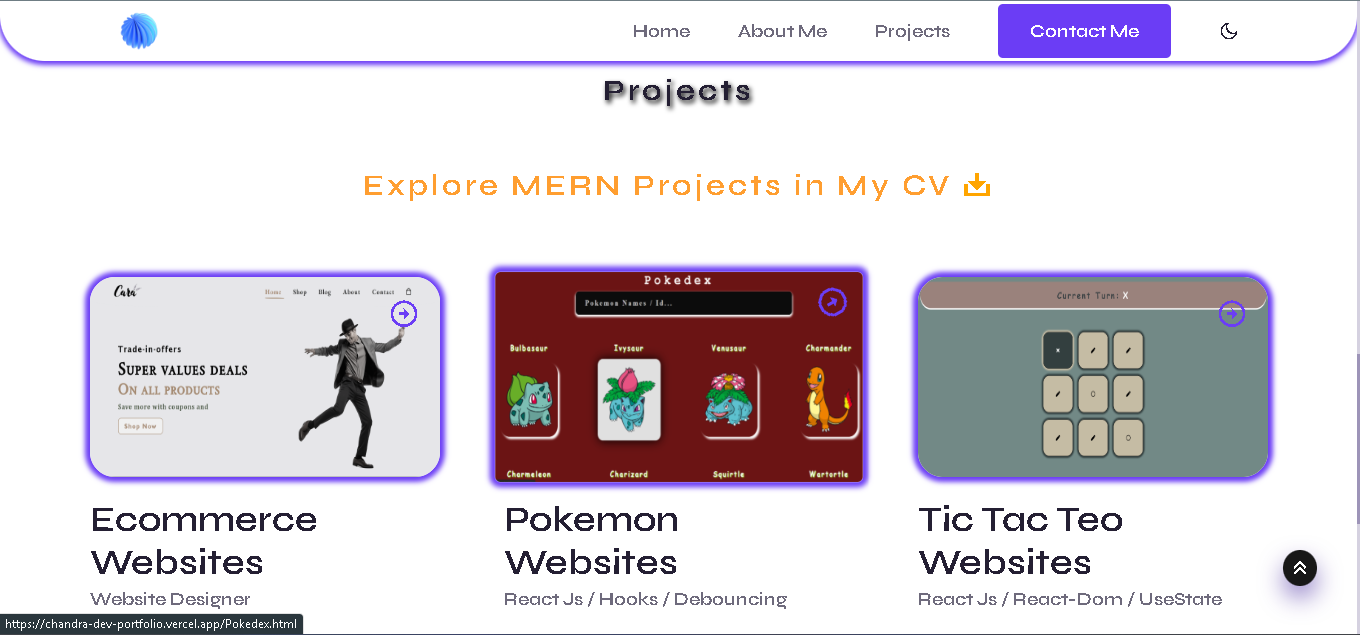 Home About Me Projects Contact Me
Projects
Explore MERN Projects in My CV
Cara
Home Shop Blog About Contact
Trade-in-offers
SUPER VALUES DEALS
ON ALL PRODUCTS
Save more with coupons and
Shop Now
Pokedex
Pokemon Names / Id...
Bulbasaur Ivysaur Venusaur Charmander
Charmeleon Charizard Squirtle Wartortle
Current Turn: X
Ecommerce
Websites
Website Designer
Pokemon
Websites
React Js / Hooks / Debouncing
Tic Tac Teo
Websites
React Js / React-Dom / UseState
https://chandra-dev-portfolio.vercel.app/Pokedex.html